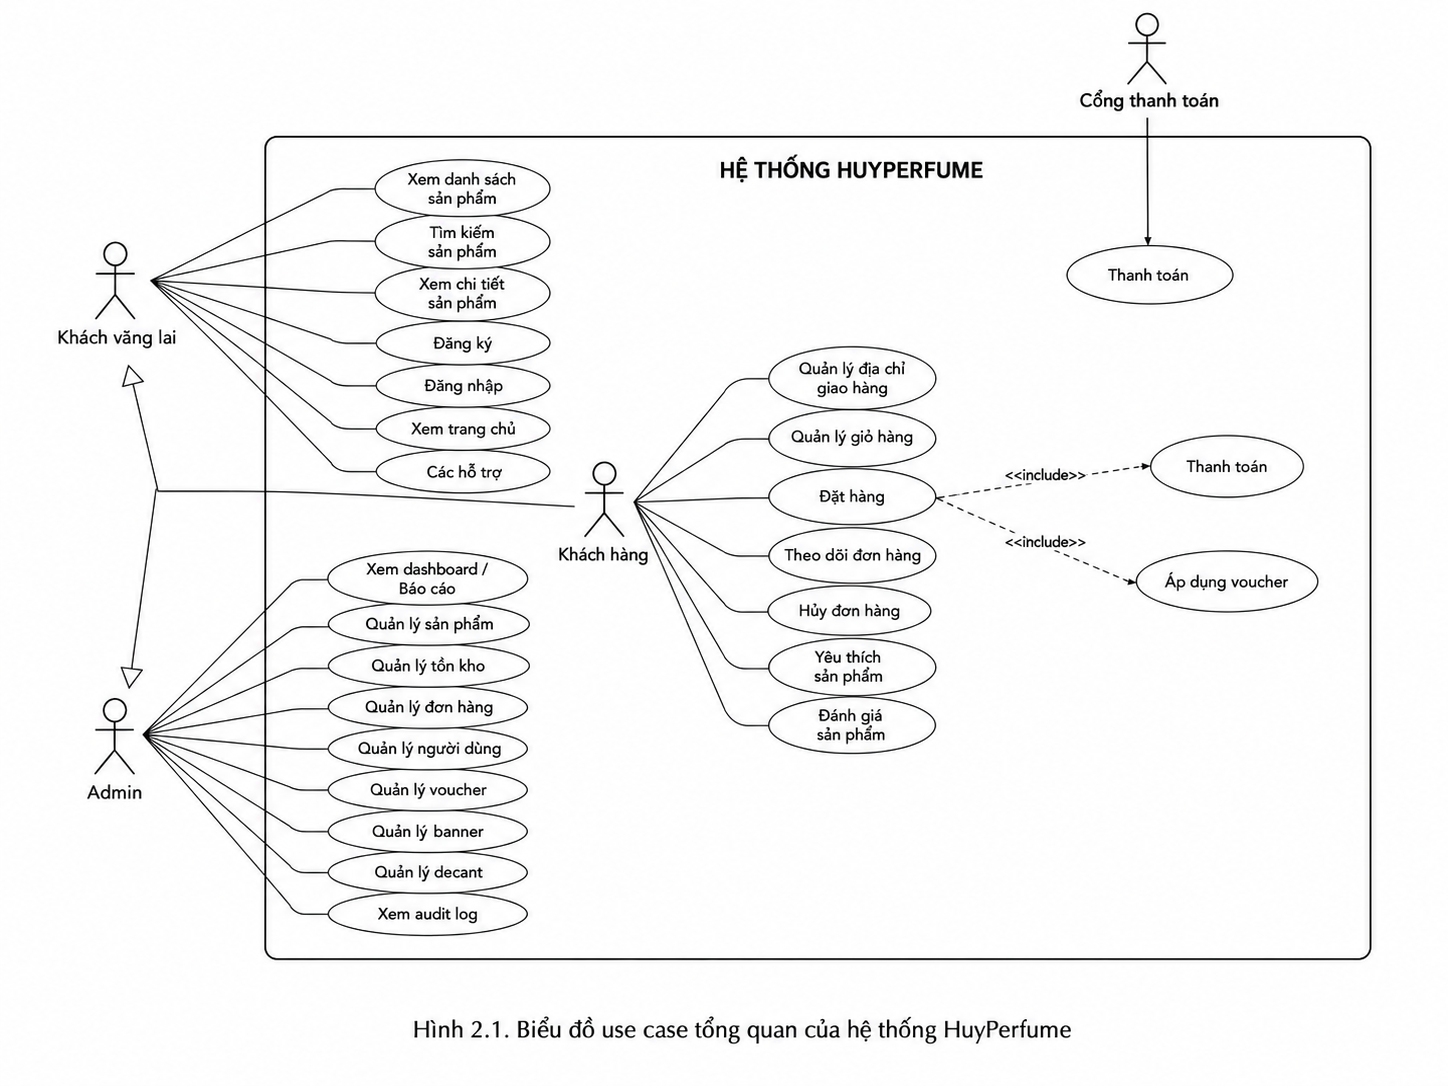 Cổng thanh toán
HỆ THỐNG HUYPERFUME
Xem danh sách
sản phẩm
Tìm kiếm
sản phẩm
Xem chi tiết
sản phẩm
Đăng ký
Đăng nhập
Xem trang chủ
Các hỗ trợ
Khách văng lai
Thanh toán
Khách hàng
Quản lý địa chỉ
giao hàng
Quản lý giỏ hàng
Đặt hàng
Theo dõi đơn hàng
Hủy đơn hàng
Yêu thích
sản phẩm
Đánh giá
sản phẩm
<<include>>
Thanh toán
<<include>>
Áp dụng voucher
Admin
Xem dashboard /
Báo cáo
Quản lý sản phẩm
Quản lý tồn kho
Quản lý đơn hàng
Quản lý người dùng
Quản lý voucher
Quản lý banner
Quản lý decant
Xem audit log
Hình 2.1. Biểu đồ use case tổng quan của hệ thống HuyPerfume